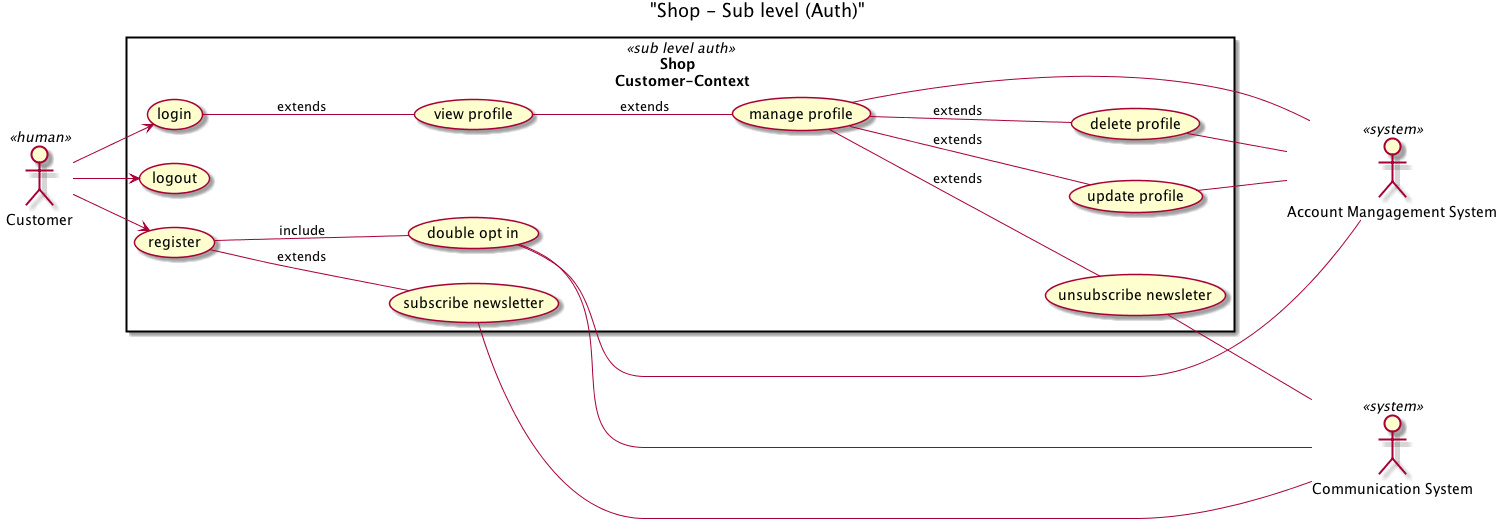 "Shop - Sub level (Auth)"
«sub level auth»
Shop
Customer-Context
«human»
Customer
login
extends
view profile
extends
manage profile
extends
delete profile
extends
update profile
extends
logout
register
include
double opt in
extends
subscribe newsletter
unsubscribe newsleter
«system»
Account Mangagement System
«system»
Communication System